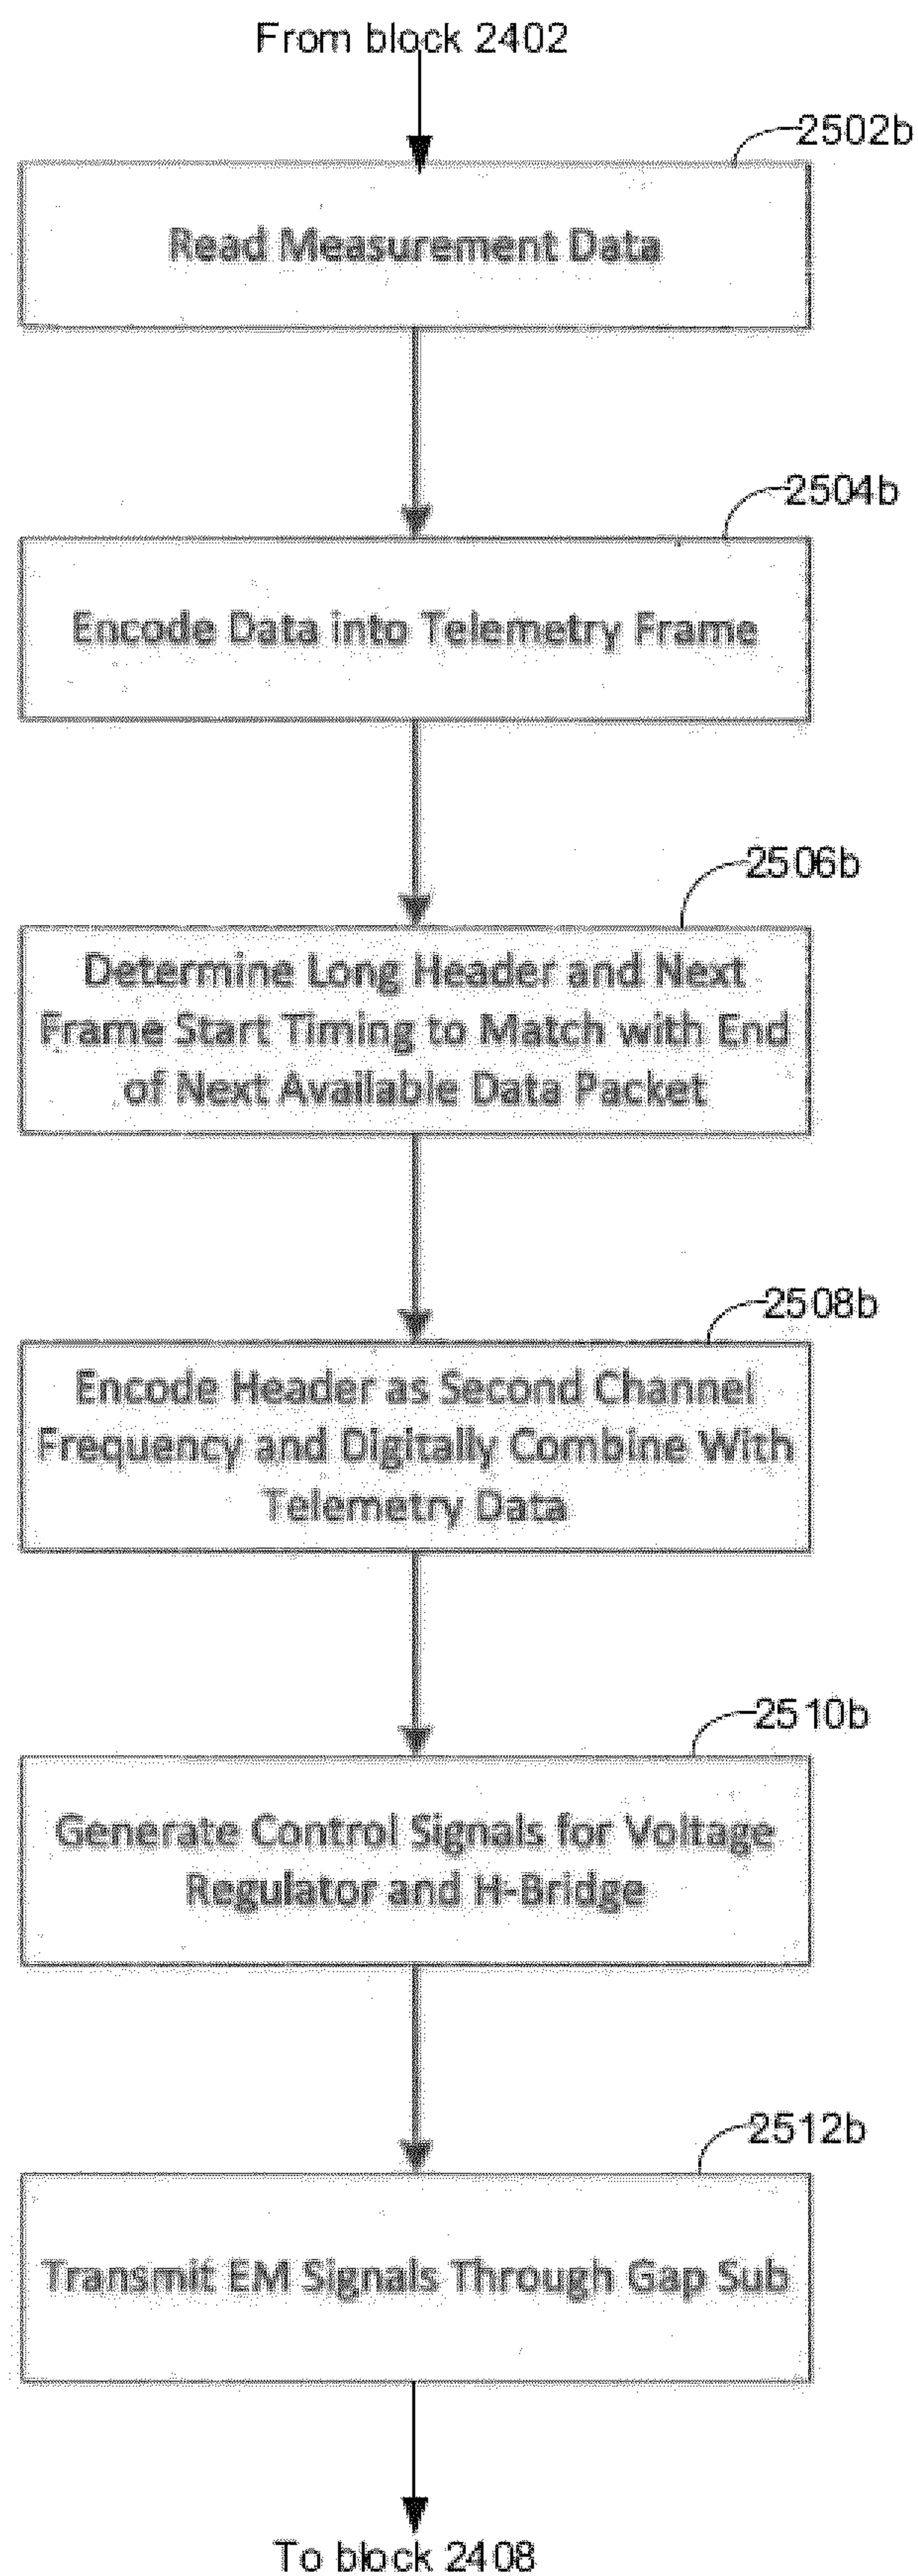 From block 2402
2502b
Read Measurement Data
2504b
Encode Data into Telemetry Frame
2506b
Determine Long Header and Next
Frame Start Timing to Match with End
of Next Available Data Packet
2508b
Encode Header as Second Channel
Frequency and Digitally Combine With
Telemetry Data
2510b
Generate Control Signals for Voltage
Regulator and H-Bridge
2512b
Transmit EM Signals Through Gap Sub
To block 2408